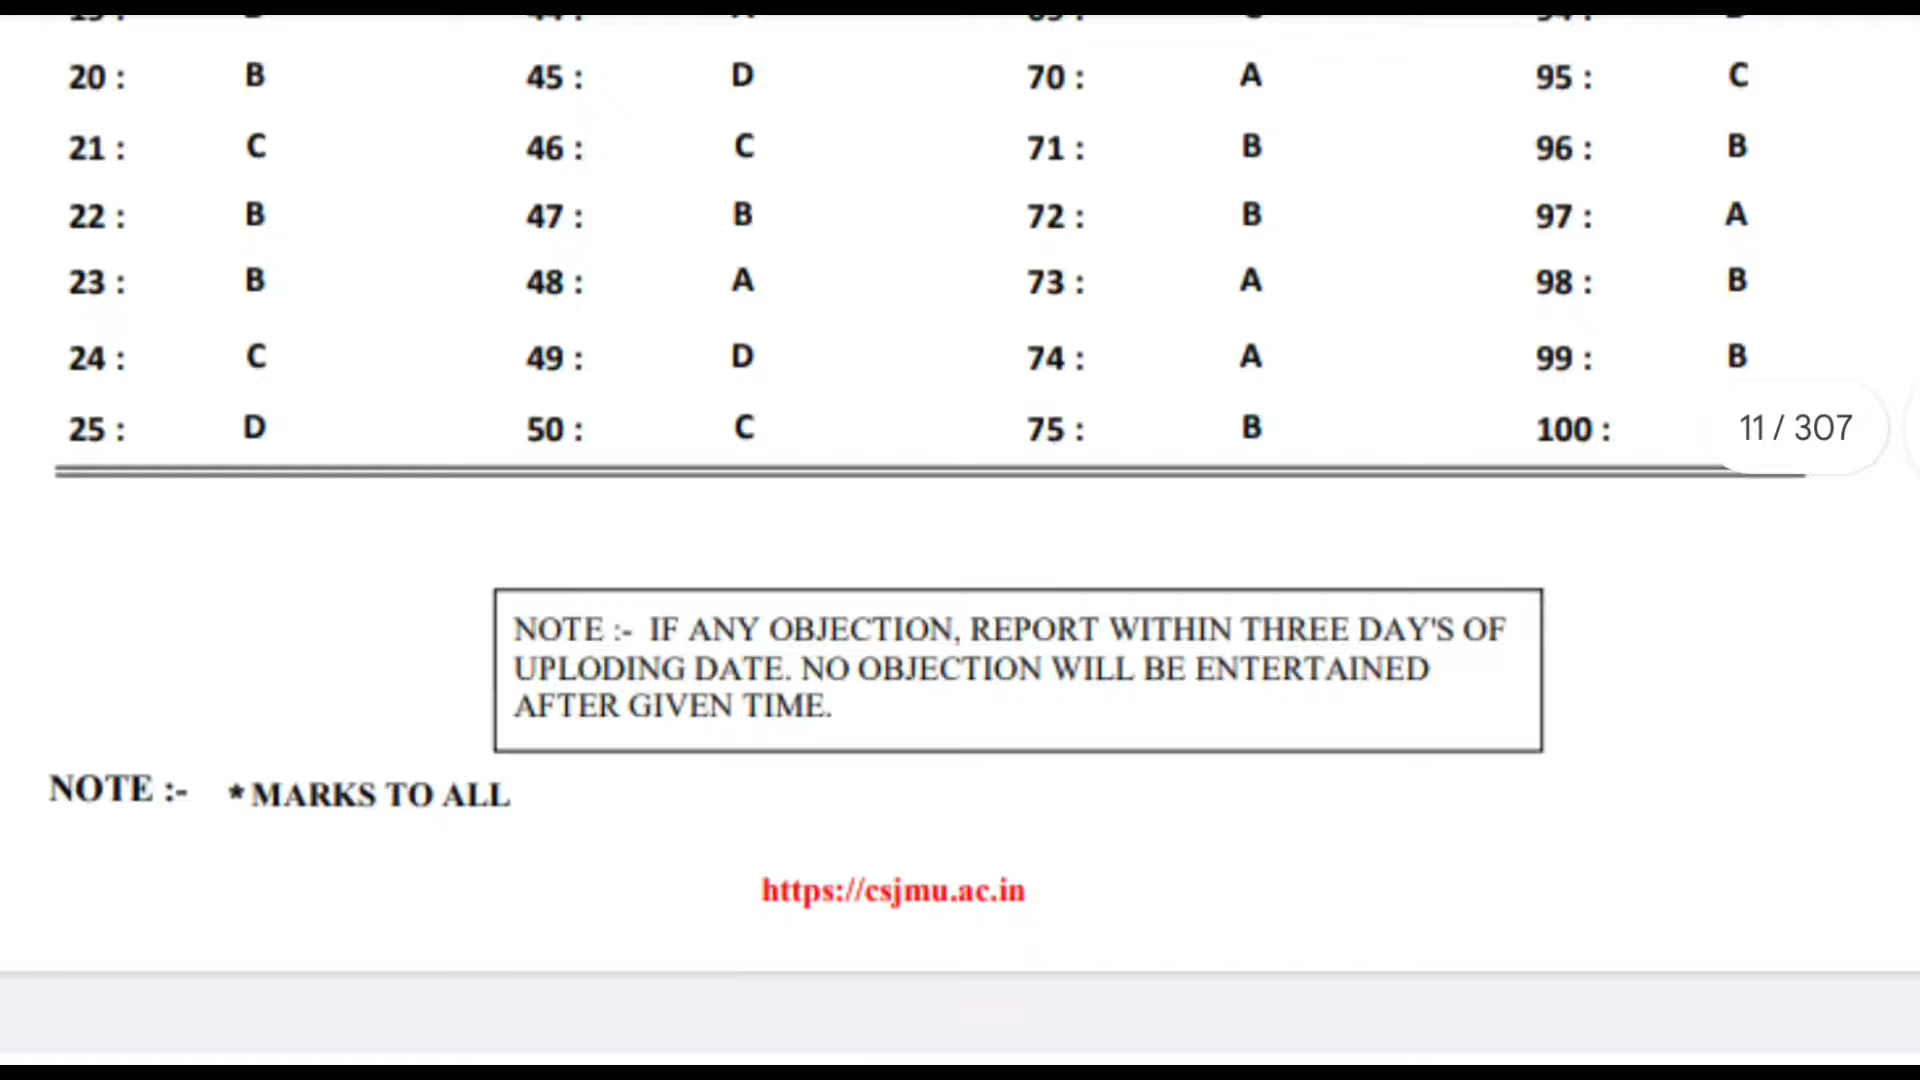 20 : B 45 : D 70 : A 95 : C
21 : C 46 : C 71 : B 96 : B
22 : B 47 : B 72 : B 97 : A
23 : B 48 : A 73 : A 98 : B
24 : C 49 : D 74 : A 99 : B
25 : D 50 : C 75 : B 100 :
11 / 307
NOTE :- IF ANY OBJECTION, REPORT WITHIN THREE DAY'S OF
UPLODING DATE. NO OBJECTION WILL BE ENTERTAINED
AFTER GIVEN TIME.
NOTE :- * MARKS TO ALL
https://csjmu.ac.in